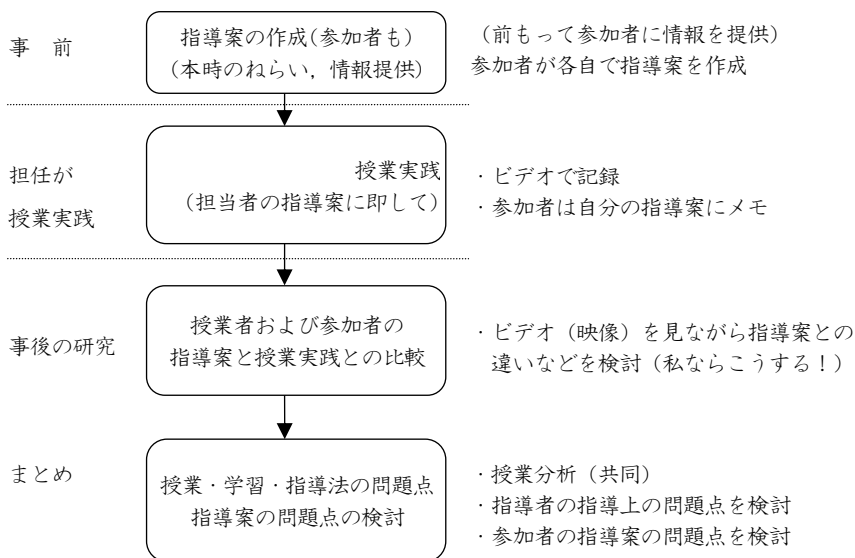 事　前
指導案の作成(参加者も)
(本時のねらい，情報提供)
(前もって参加者に情報を提供)
参加者が各自で指導案を作成
担任が
授業実践
授業実践
(担当者の指導案に即して)
・ビデオで記録
・参加者は自分の指導案にメモ
事後の研究
授業者および参加者の
指導案と授業実践との比較
・ビデオ（映像）を見ながら指導案との
違いなどを検討（私ならこうする！）
まとめ
授業・学習・指導法の問題点
指導案の問題点の検討
・授業分析（共同）
・指導者の指導上の問題点を検討
・参加者の指導案の問題点を検討